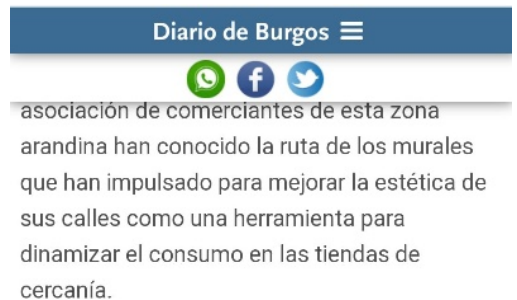 Diario de Burgos
asociación de comerciantes de esta zona
arandina han conocido la ruta de los murales
que han impulsado para mejorar la estética de
sus calles como una herramienta para
dinamizar el consumo en las tiendas de
cercanía.